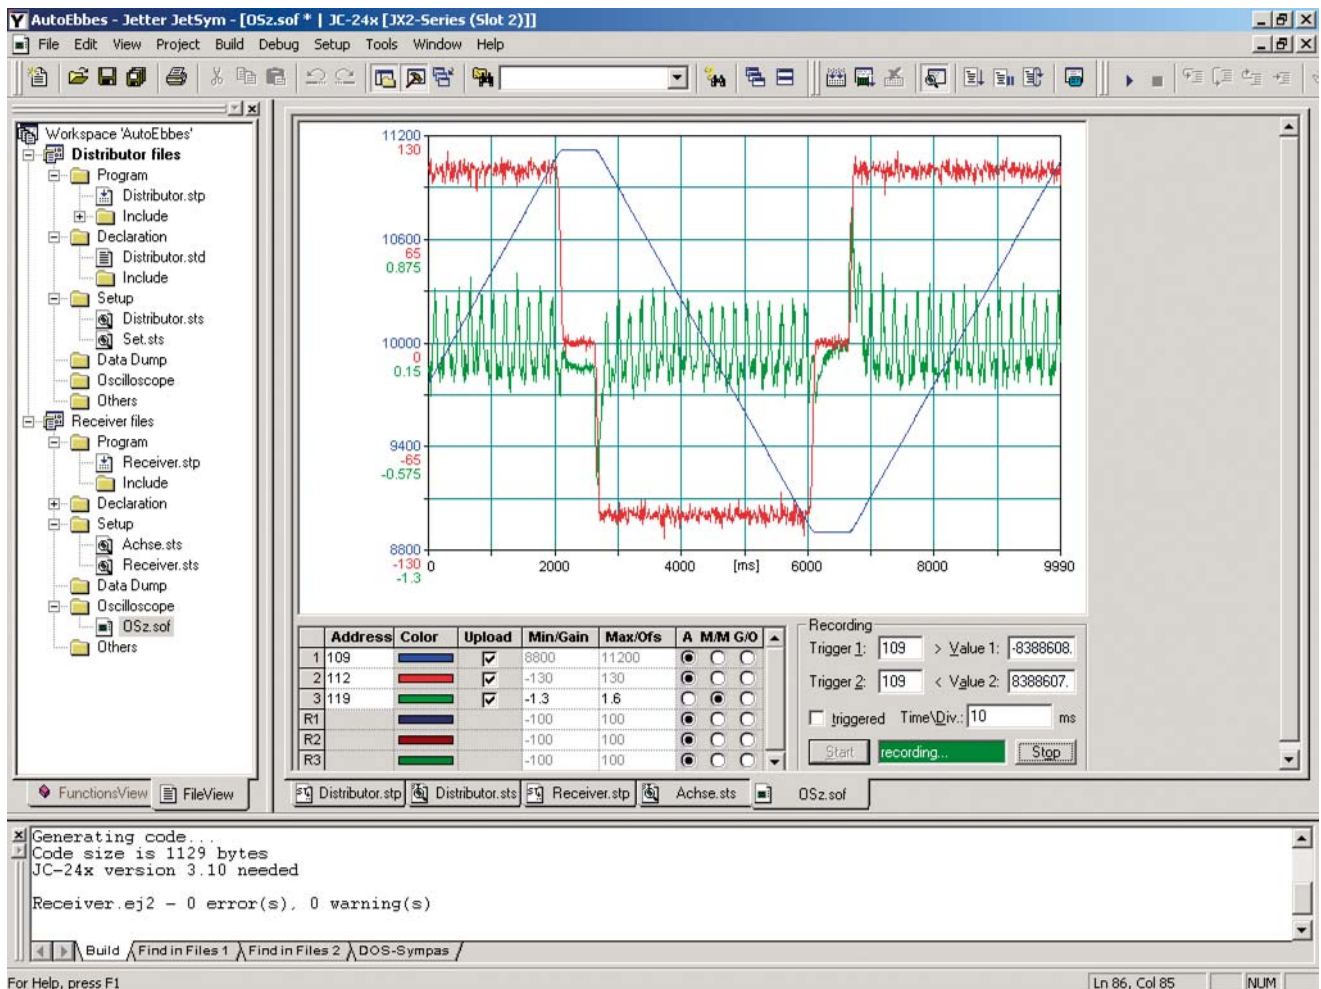 AutoEbbes - Jetter JetSym - [OSz.sof * | JC-24x [JX2-Series (Slot 2)]]
File Edit View Project Build Debug Setup Tools Window Help
Workspace 'AutoEbbes'
Distributor files
Program
Distributor.stp
Include
Declaration
Distributor.std
Include
Setup
Distributor.sts
Set.sts
Data Dump
Oscilloscope
Others
Receiver files
Program
Receiver.stp
Include
Declaration
Setup
Achse.sts
Receiver.sts
Data Dump
Oscilloscope
OSz.sof
Others
FunctionsView FileView
11200
130
10600
65
0.875
10000
0
0.15
9400
-65
-0.575
8800
-130
-1.3
0 2000 4000 [ms] 6000 8000 9990
Address Color Upload Min/Gain Max/Ofs A M/M G/O
1 109 8800 11200
2 112 -130 130
3 119 -1.3 1.6
R1 -100 100
R2 -100 100
R3 -100 100
Recording
Trigger 1: 109 > Value 1: -8388608.
Trigger 2: 109 < Value 2: 8388607.
triggered Time\Div.: 10 ms
Start recording... Stop
Distributor.stp Distributor.sts Receiver.stp Achse.sts OSz.sof
Generating code...
Code size is 1129 bytes
JC-24x version 3.10 needed
Receiver.ej2 - 0 error(s), 0 warning(s)
Build Find in Files 1 Find in Files 2 DOS-Sympas
For Help, press F1
Ln 86, Col 85 NUM